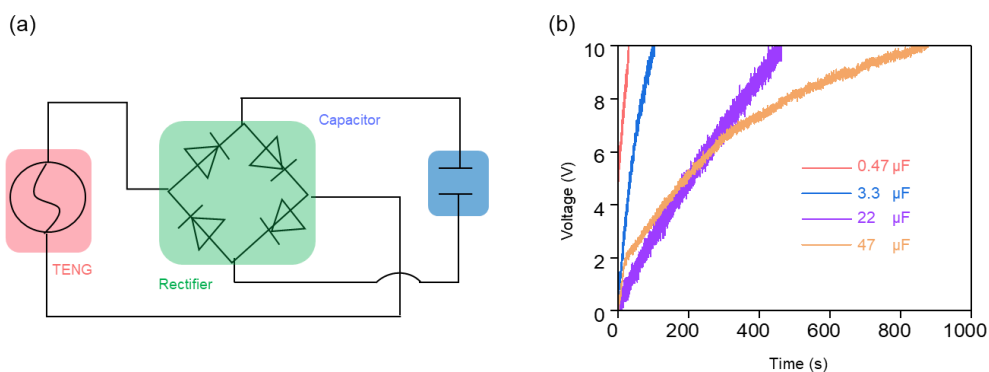 (a)
Capacitor
TENG
Rectifier
(b)
Voltage (V)
10
8
6
4
2
0
0.47 µF
3.3 µF
22 µF
47 µF
0 200 400 600 800 1000
Time (s)